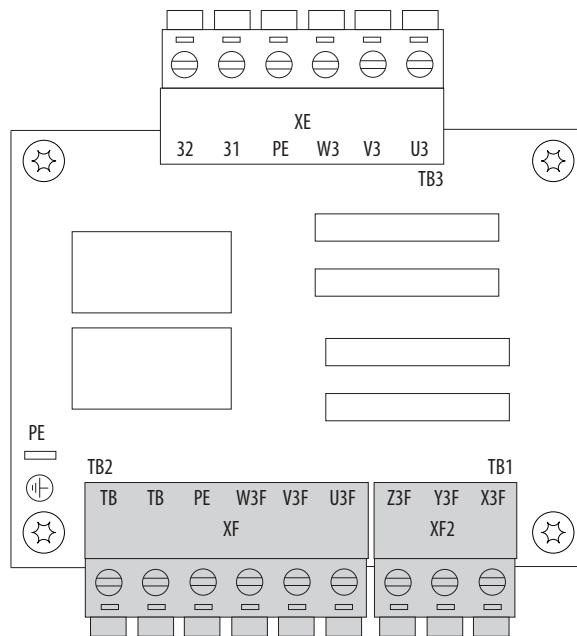 XE
32 31 PE W3 V3 U3
TB3
PE
TB2 TB1
TB TB PE W3F V3F U3F Z3F Y3F X3F
XF XF2